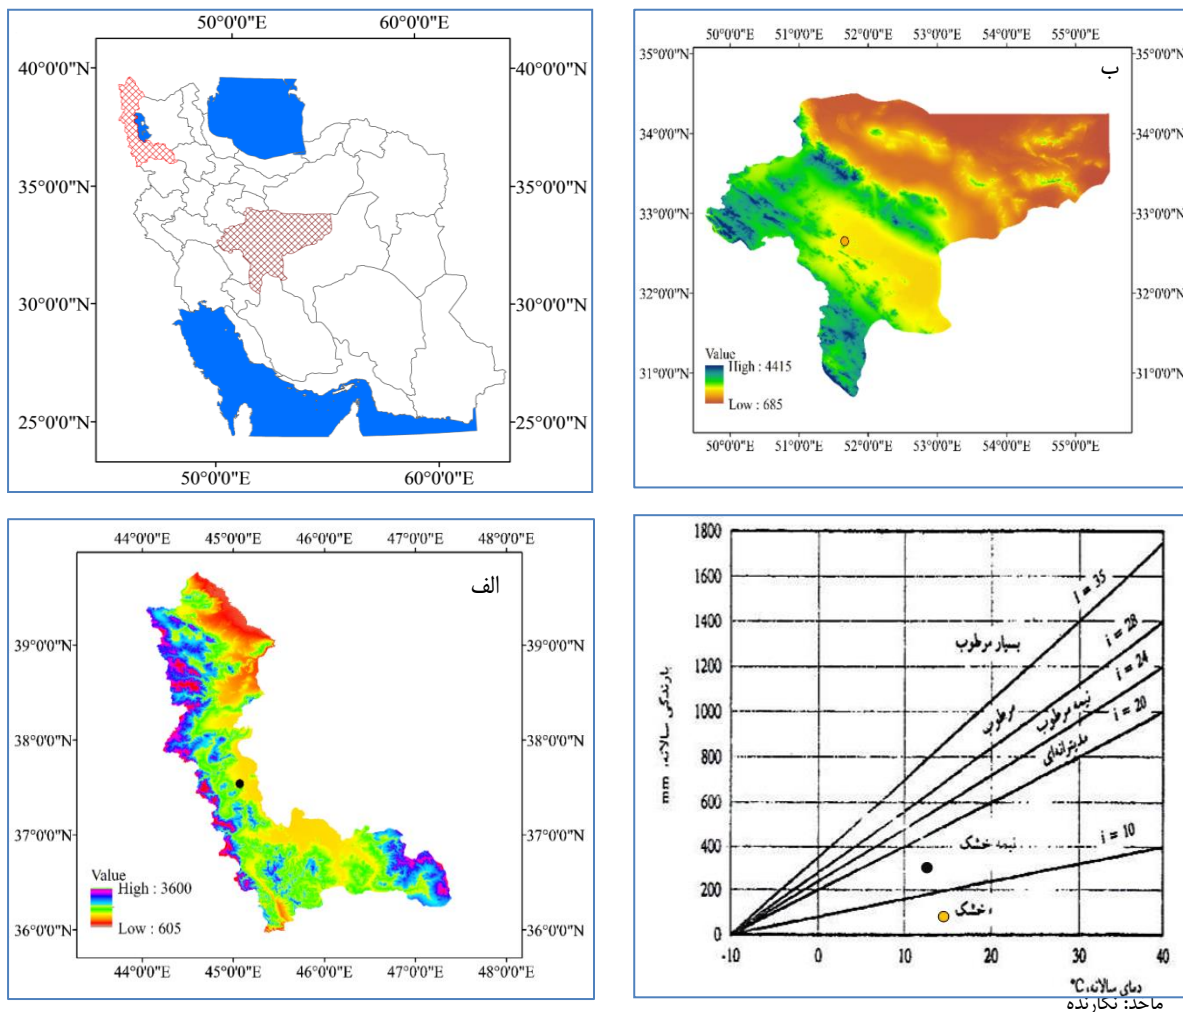 50°0'0"E 60°0'0"E
40°0'0"N 40°0'0"N
35°0'0"N 35°0'0"N
30°0'0"N 30°0'0"N
25°0'0"N 25°0'0"N
50°0'0"E 60°0'0"E
50°0'0"E 51°0'0"E 52°0'0"E 53°0'0"E 54°0'0"E 55°0'0"E
ب
35°0'0"N 35°0'0"N
34°0'0"N 34°0'0"N
33°0'0"N 33°0'0"N
32°0'0"N 32°0'0"N
31°0'0"N 31°0'0"N
Value
High : 4415
Low : 685
50°0'0"E 51°0'0"E 52°0'0"E 53°0'0"E 54°0'0"E 55°0'0"E
44°0'0"E 45°0'0"E 46°0'0"E 47°0'0"E 48°0'0"E
الف
39°0'0"N 39°0'0"N
38°0'0"N 38°0'0"N
37°0'0"N 37°0'0"N
36°0'0"N 36°0'0"N
Value
High : 3600
Low : 605
44°0'0"E 45°0'0"E 46°0'0"E 47°0'0"E 48°0'0"E
1800
1600
1400
1200
1000
800
600
400
200
0
بارندگی سالانه، mm
i = 35
i = 28
i = 24
i = 20
i = 10
بسیار مرطوب
مرطوب
نیمه مرطوب
مدیترانه‌ای
نیمه خشک
خشک
-10 0 10 20 30 40
دمای سالانه، °C
ماخذ: نگارنده